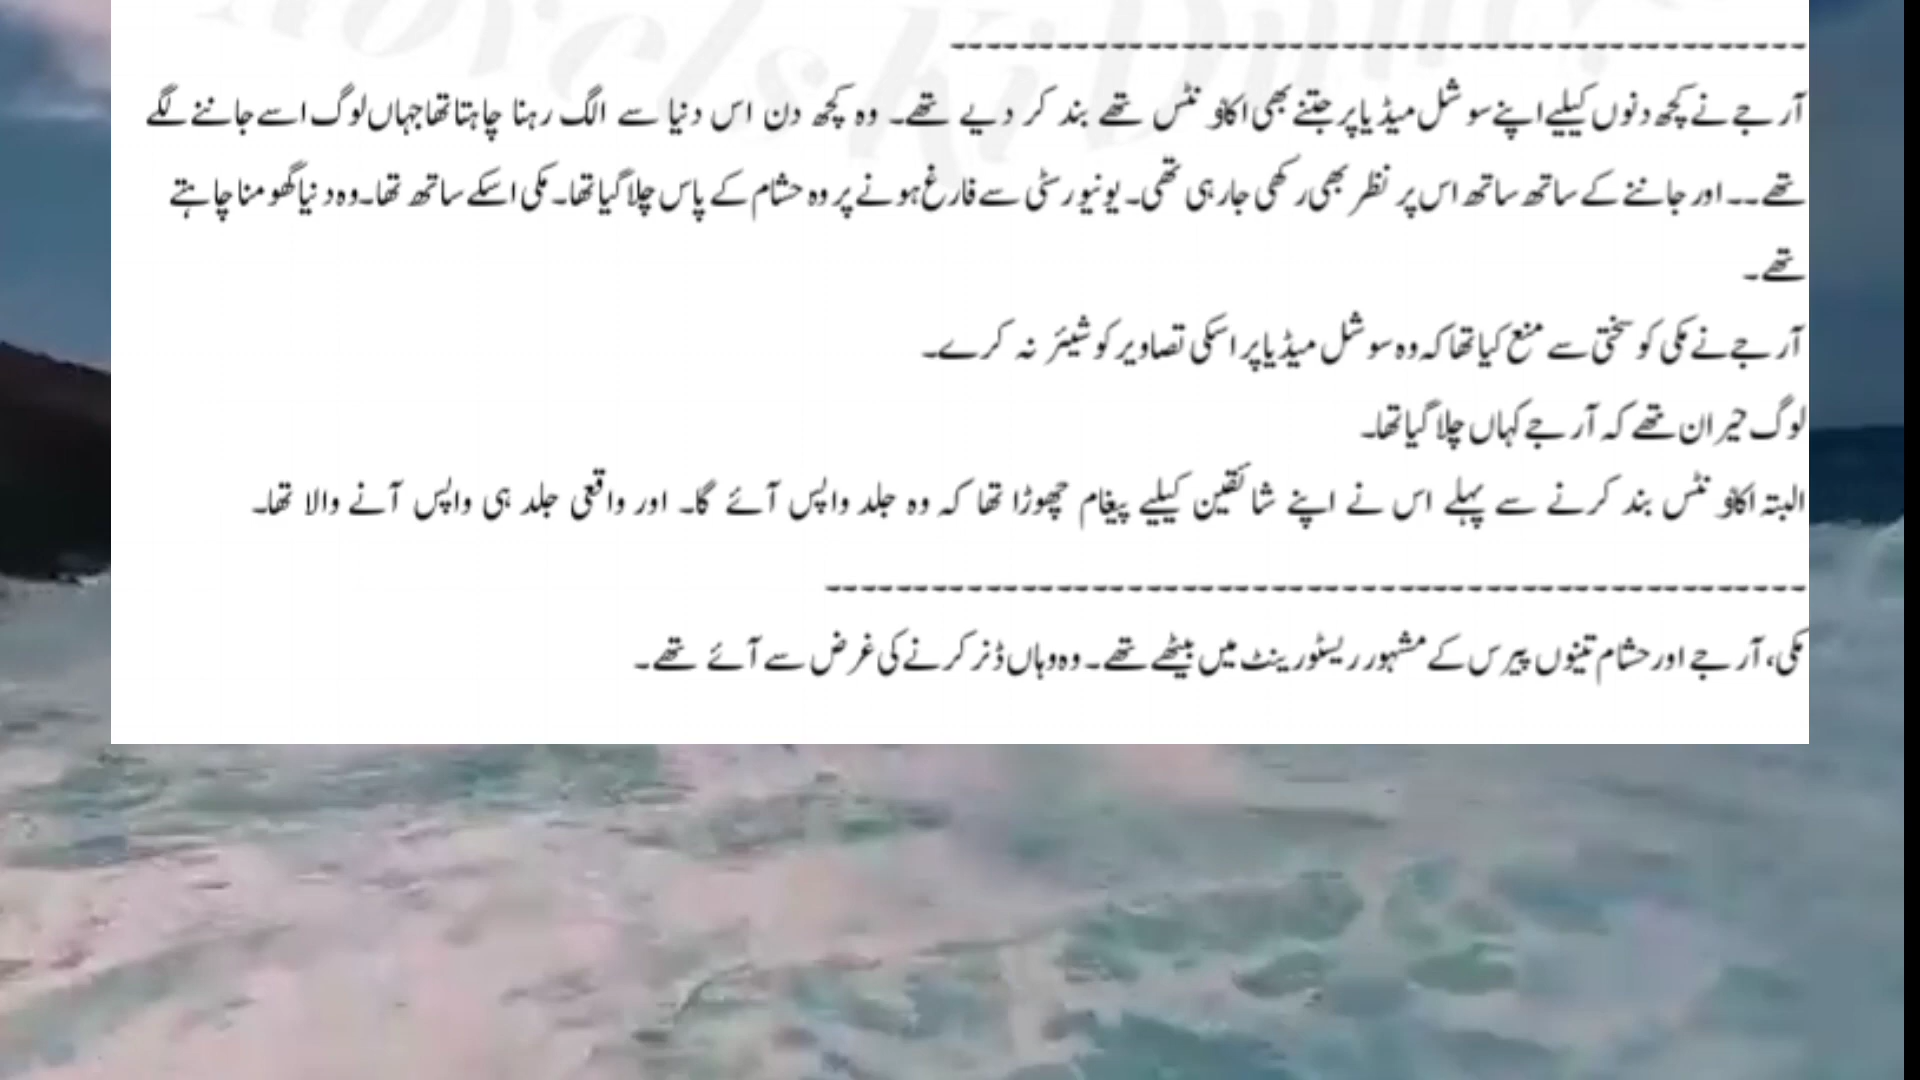 ------------------------------------------------
آر جے نے کچھ دنوں کیلیے اپنے سوشل میڈیا پر جتنے بھی اکاؤنٹس تھے بند کر دیے تھے۔ وہ کچھ دن اس دنیا سے الگ رہنا چاہتا تھا جہاں لوگ اسے جاننے لگے
تھے۔۔ اور جاننے کے ساتھ ساتھ اس پر نظر بھی رکھی جا رہی تھی۔ یونیورسٹی سے فارغ ہونے پر وہ حشام کے پاس چلا گیا تھا۔ مکی اسکے ساتھ تھا۔ وہ دنیا گھومنا چاہتے
تھے۔
آر جے نے مکی کو سختی سے منع کیا تھا کہ وہ سوشل میڈیا پر اسکی تصاویر کو شیئر نہ کرے۔
لوگ حیران تھے کہ آر جے کہاں چلا گیا تھا۔
البتہ اکاؤنٹس بند کرنے سے پہلے اس نے اپنے شائقین کیلیے پیغام چھوڑا تھا کہ وہ جلد واپس آئے گا۔ اور واقعی جلد ہی واپس آنے والا تھا۔
-------------------------------------------------------
مکی، آر جے اور حشام تینوں پیرس کے مشہور ریسٹورینٹ میں بیٹھے تھے۔ وہ وہاں ڈنر کرنے کی غرض سے آئے تھے۔